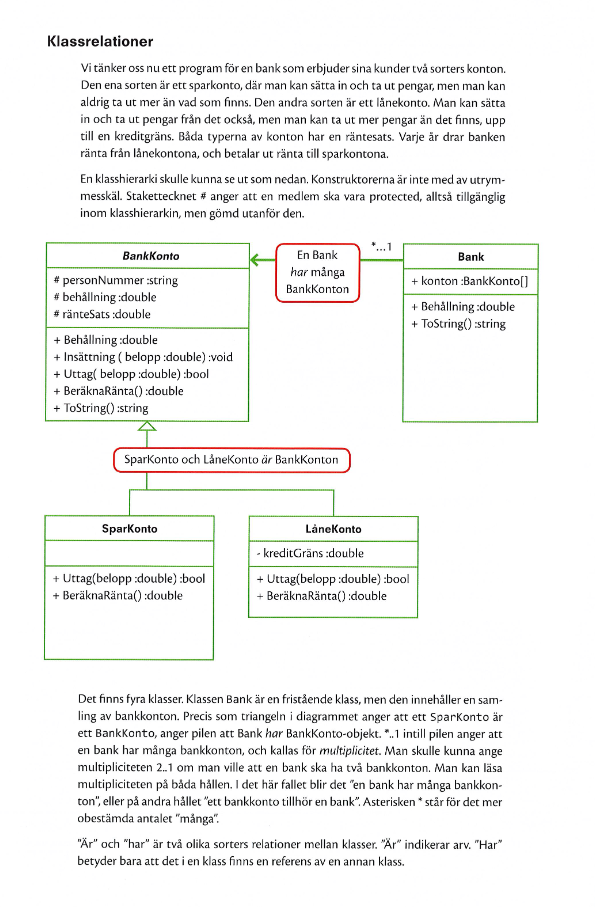 Klassrelationer
Vi tänker oss nu ett program för en bank som erbjuder sina kunder två sorters konton.
Den ena sorten är ett sparkonto, där man kan sätta in och ta ut pengar, men man kan
aldrig ta ut mer än vad som finns. Den andra sorten är ett lånekonto. Man kan sätta
in och ta ut pengar från det också, men man kan ta ut mer pengar än det finns, upp
till en kreditgräns. Båda typerna av konton har en räntesats. Varje år drar banken
ränta från lånekontona, och betalar ut ränta till sparkontona.
En klasshierarki skulle kunna se ut som nedan. Konstruktorerna är inte med av utrym-
messkäl. Stakettecknet # anger att en medlem ska vara protected, alltså tillgänglig
inom klasshierarkin, men gömd utanför den.
BankKonto
# personNummer :string
# behållning :double
# ränteSats :double
+ Behållning :double
+ Insättning ( belopp :double) :void
+ Uttag( belopp :double) :bool
+ BeräknaRänta() :double
+ ToString() :string
En Bank
har många
BankKonton
*...1
Bank
+ konton :BankKonto[]
+ Behållning :double
+ ToString() :string
SparKonto och LåneKonto är BankKonton
SparKonto
+ Uttag(belopp :double) :bool
+ BeräknaRänta() :double
LåneKonto
- kreditGräns :double
+ Uttag(belopp :double) :bool
+ BeräknaRänta() :double
Det finns fyra klasser. Klassen Bank är en fristående klass, men den innehåller en sam-
ling av bankkonton. Precis som triangeln i diagrammet anger att ett SparKonto är
ett BankKonto, anger pilen att Bank har BankKonto-objekt. *..1 intill pilen anger att
en bank har många bankkonton, och kallas för multiplicitet. Man skulle kunna ange
multipliciteten 2..1 om man ville att en bank ska ha två bankkonton. Man kan läsa
multipliciteten på båda hållen. I det här fallet blir det "en bank har många bankkon-
ton", eller på andra hållet "ett bankkonto tillhör en bank". Asterisken * står för det mer
obestämda antalet "många".
"Är" och "har" är två olika sorters relationer mellan klasser. "Är" indikerar arv. "Har"
betyder bara att det i en klass finns en referens av en annan klass.